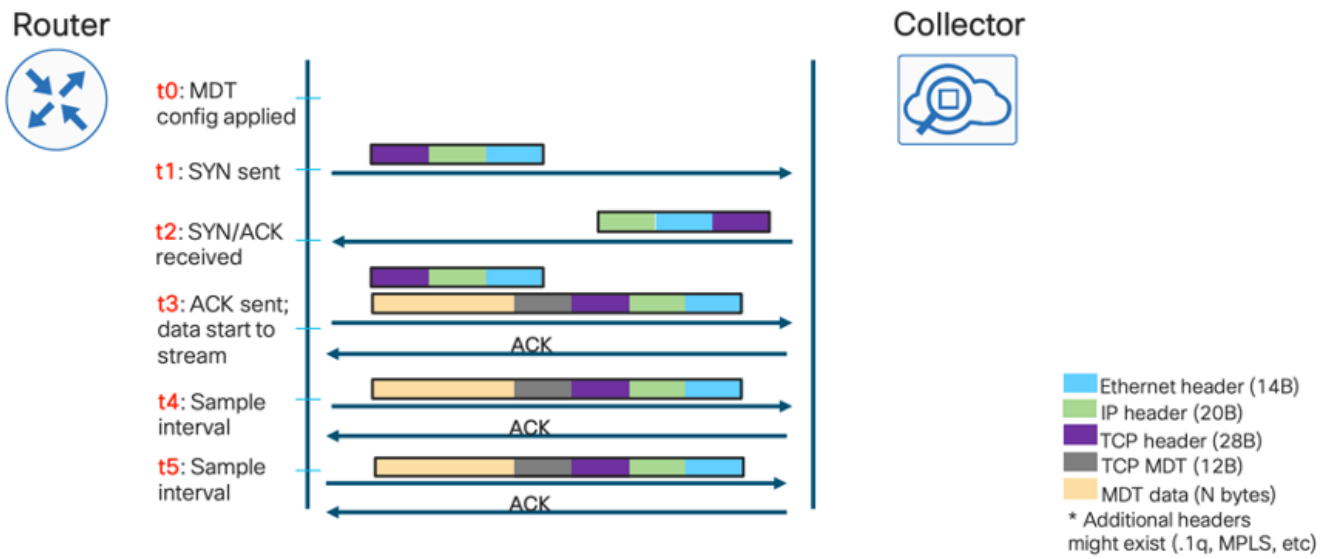 Router
Collector
t0: MDT
config applied
t1: SYN sent
t2: SYN/ACK
received
t3: ACK sent;
data start to
stream
ACK
t4: Sample
interval
ACK
t5: Sample
interval
ACK
Ethernet header (14B)
IP header (20B)
TCP header (28B)
TCP MDT (12B)
MDT data (N bytes)
* Additional headers
might exist (.1q, MPLS, etc)